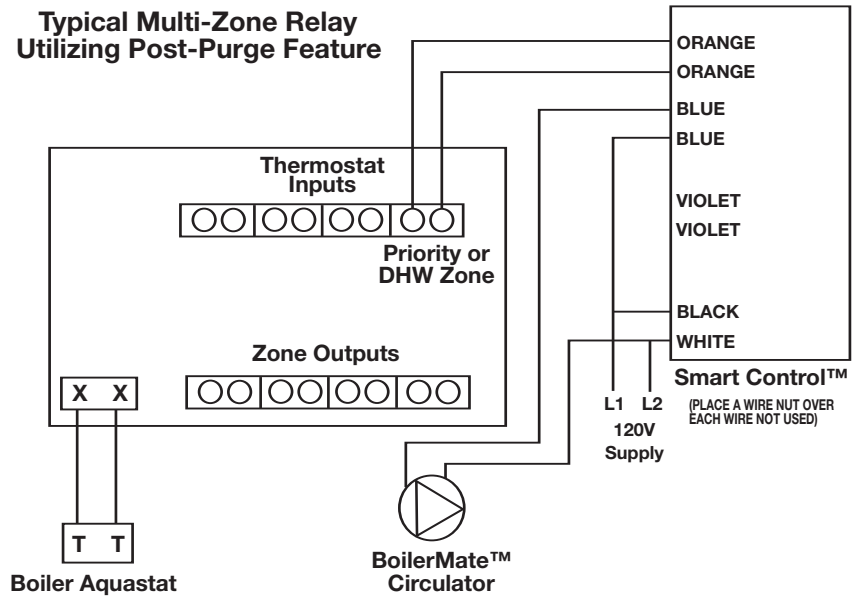 Typical Multi-Zone Relay
Utilizing Post-Purge Feature
ORANGE
ORANGE
BLUE
BLUE
VIOLET
VIOLET
BLACK
WHITE
Smart Control™
(PLACE A WIRE NUT OVER
EACH WIRE NOT USED)
Thermostat
Inputs
Priority or
DHW Zone
Zone Outputs
X X
L1 L2
120V
Supply
T T
Boiler Aquastat
BoilerMate™
Circulator